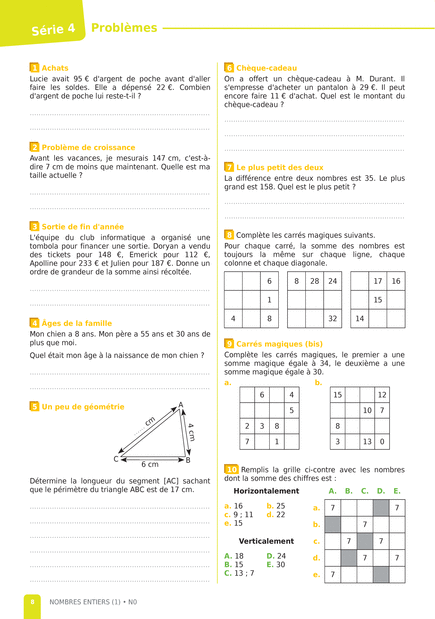 Série 4
Problèmes
1 Achats
Lucie avait 95 € d'argent de poche avant d'aller
faire les soldes. Elle a dépensé 22 €. Combien
d'argent de poche lui reste-t-il ?
2 Problème de croissance
Avant les vacances, je mesurais 147 cm, c'est-à-
dire 7 cm de moins que maintenant. Quelle est ma
taille actuelle ?
3 Sortie de fin d'année
L'équipe du club informatique a organisé une
tombola pour financer une sortie. Doryan a vendu
des tickets pour 148 €, Emerick pour 112 €,
Apolline pour 233 € et Julien pour 187 €. Donne un
ordre de grandeur de la somme ainsi récoltée.
4 Âges de la famille
Mon chien a 8 ans. Mon père a 55 ans et 30 ans de
plus que moi.
Quel était mon âge à la naissance de mon chien ?
5 Un peu de géométrie
A
cm
4 cm
C
B
6 cm
Détermine la longueur du segment [AC] sachant
que le périmètre du triangle ABC est de 17 cm.
6 Chèque-cadeau
On a offert un chèque-cadeau à M. Durant. Il
s'empresse d'acheter un pantalon à 29 €. Il peut
encore faire 11 € d'achat. Quel est le montant du
chèque-cadeau ?
7 Le plus petit des deux
La différence entre deux nombres est 35. Le plus
grand est 158. Quel est le plus petit ?
8 Complète les carrés magiques suivants.
Pour chaque carré, la somme des nombres est
toujours la même sur chaque ligne, chaque
colonne et chaque diagonale.
6 8 28 24 17 16
1 15
4 8 32 14
9 Carrés magiques (bis)
Complète les carrés magiques, le premier a une
somme magique égale à 34, le deuxième a une
somme magique égale à 30.
a. b.
6 4 15 12
5 10 7
2 3 8 8
7 1 3 13 0
10 Remplis la grille ci-contre avec les nombres
dont la somme des chiffres est :
Horizontalement
a. 16 b. 25
c. 9 ; 11 d. 22
e. 15
Verticalement
A. 18 D. 24
B. 15 E. 30
C. 13 ; 7
A. B. C. D. E.
a. 7 7
b. 7
c. 7 7
d. 7 7
e. 7
8 NOMBRES ENTIERS (1) • N0